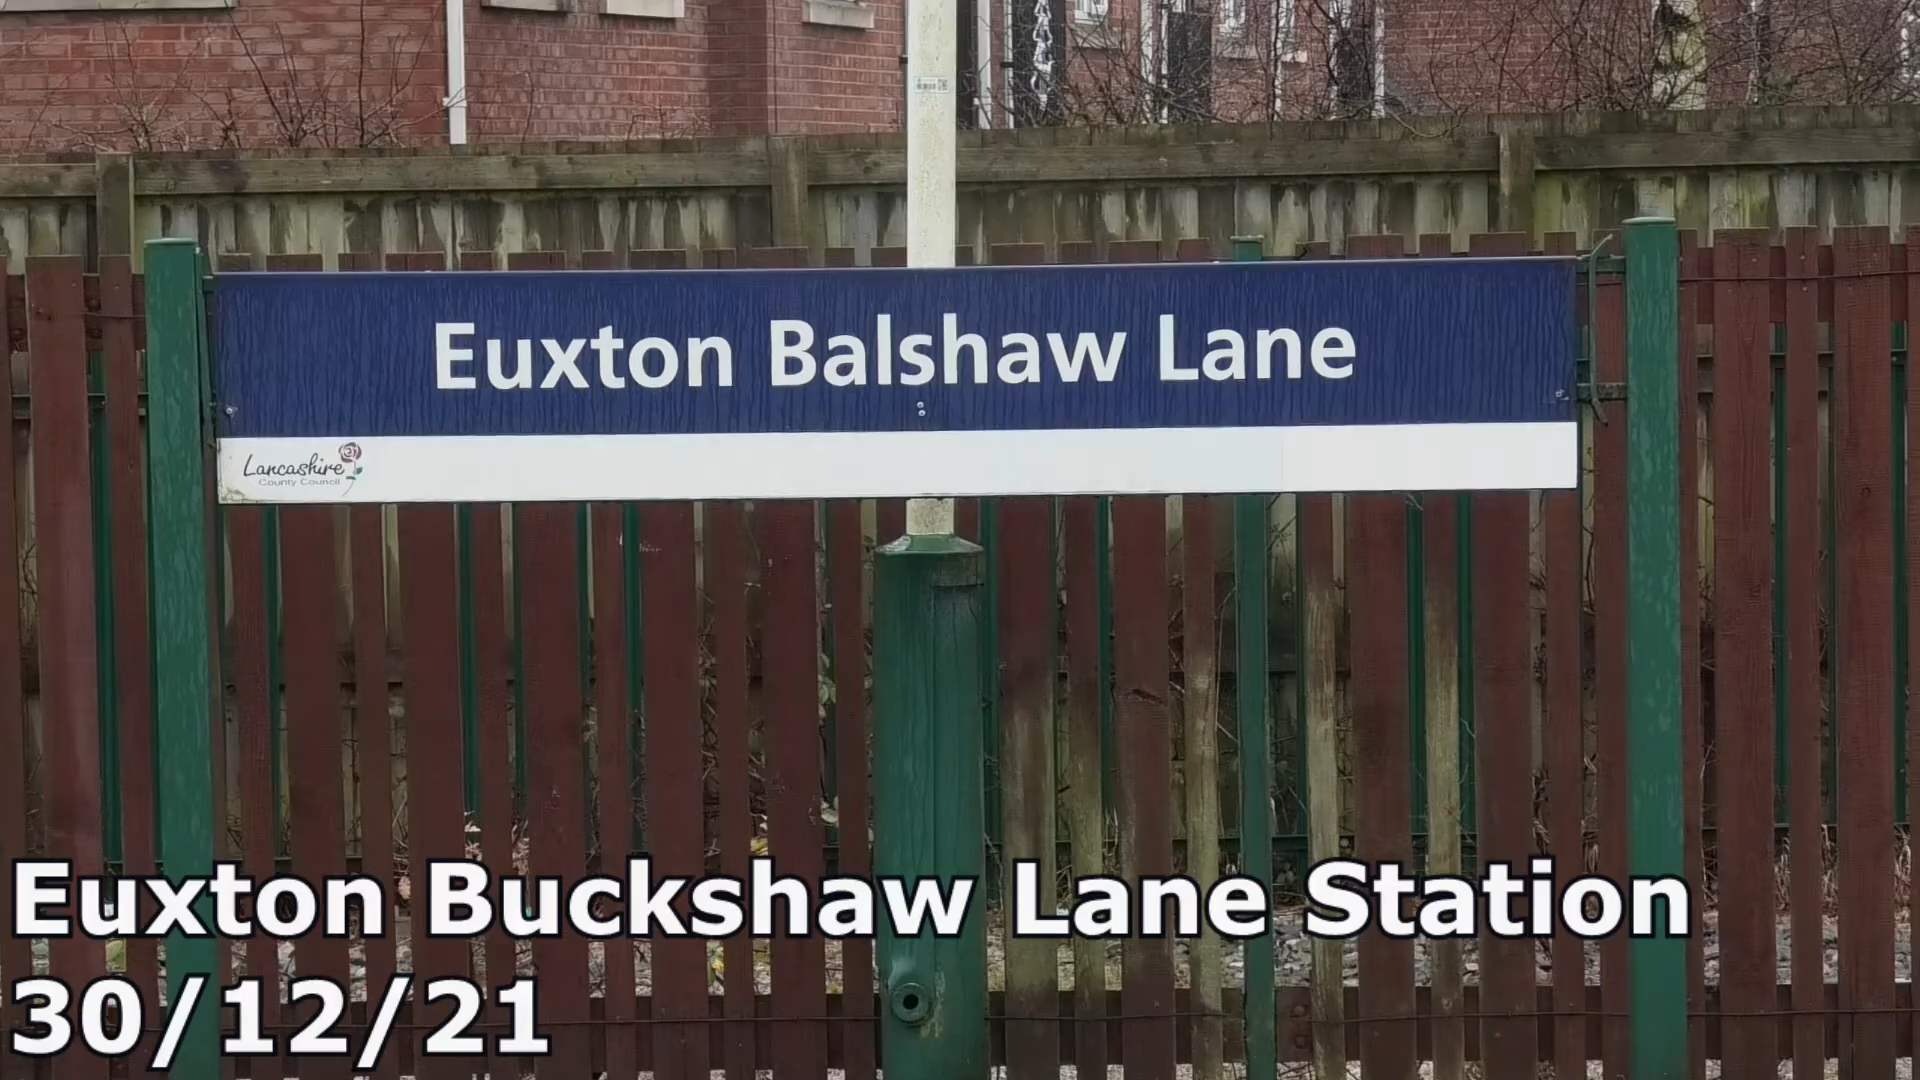 Euxton Balshaw Lane
Lancashire
County Council
Euxton Buckshaw Lane Station
30/12/21